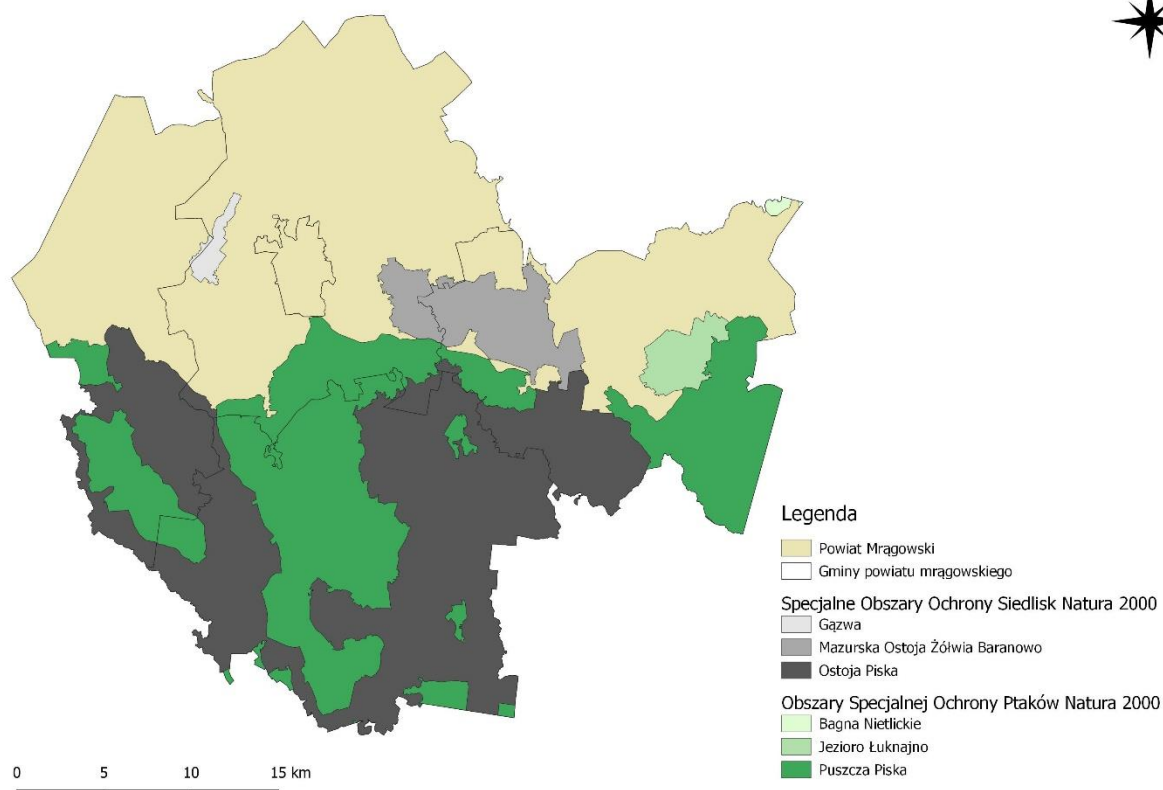 Legenda
Powiat Mrągowski
Gminy powiatu mrągowskiego
Specjalne Obszary Ochrony Siedlisk Natura 2000
Gązwa
Mazurska Ostoja Żółwia Baranowo
Ostoja Piska
Obszary Specjalnej Ochrony Ptaków Natura 2000
Bagna Nietlickie
Jezioro Łuknajno
Puszcza Piska
0 5 10 15 km